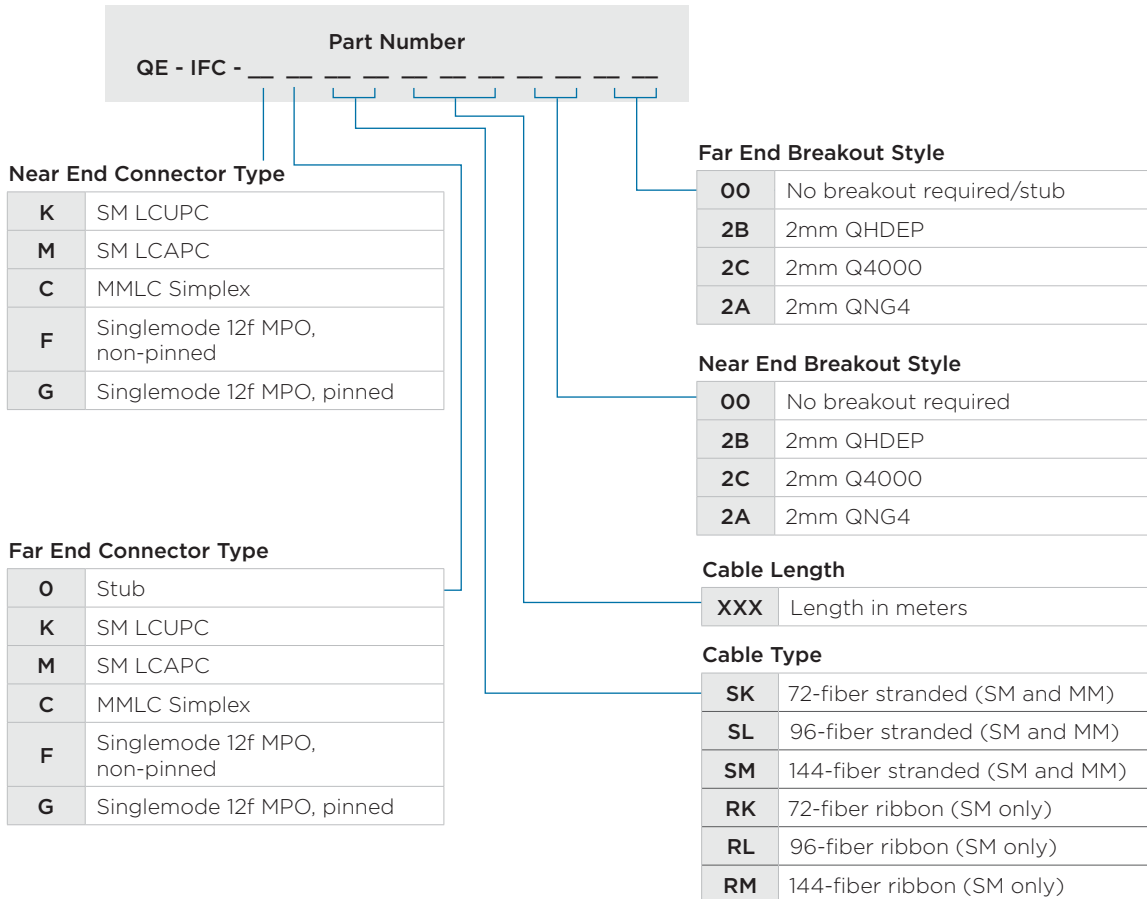 Part Number
QE - IFC - __ __ __ __ __ __ __ __ __ __ __
Near End Connector Type
K SM LCUPC
M SM LCAPC
C MMLC Simplex
F Singlemode 12f MPO,
non-pinned
G Singlemode 12f MPO, pinned
Far End Connector Type
0 Stub
K SM LCUPC
M SM LCAPC
C MMLC Simplex
F Singlemode 12f MPO,
non-pinned
G Singlemode 12f MPO, pinned
Far End Breakout Style
00 No breakout required/stub
2B 2mm QHDEP
2C 2mm Q4000
2A 2mm QNG4
Near End Breakout Style
00 No breakout required
2B 2mm QHDEP
2C 2mm Q4000
2A 2mm QNG4
Cable Length
XXX Length in meters
Cable Type
SK 72-fiber stranded (SM and MM)
SL 96-fiber stranded (SM and MM)
SM 144-fiber stranded (SM and MM)
RK 72-fiber ribbon (SM only)
RL 96-fiber ribbon (SM only)
RM 144-fiber ribbon (SM only)